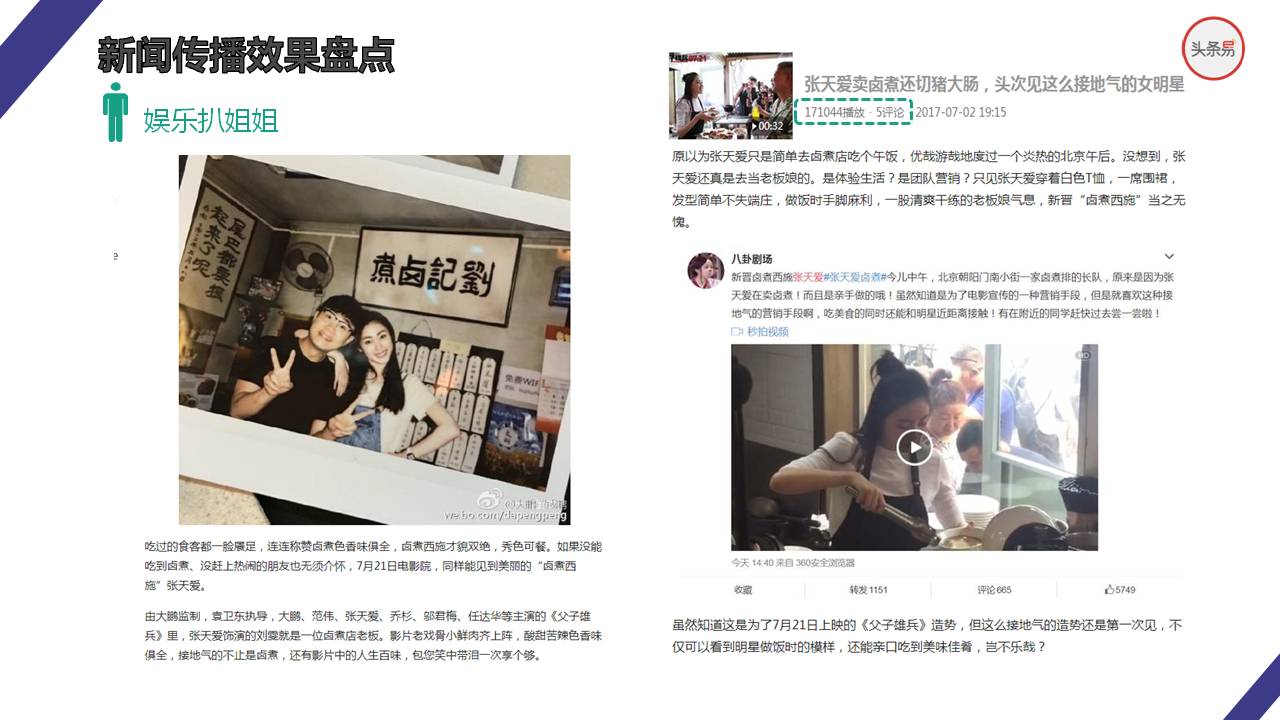 新闻传播效果盘点
头条易
娱乐扒姐姐
尾巴都要摇
起来了呢
煮卤記劉
免费WIFI
weibo.com/dapengpeng
吃过的食客都一脸餍足，连连称赞卤煮色香味俱全，卤煮西施才貌双绝，秀色可餐。如果没能
吃到卤煮、没赶上热闹的朋友也无须介怀，7月21日电影院，同样能见到美丽的“卤煮西
施”张天爱。
由大鹏监制，袁卫东执导，大鹏、范伟、张天爱、乔杉、邬君梅、任达华等主演的《父子雄
兵》里，张天爱饰演的刘雯就是一位卤煮店老板。影片老戏骨小鲜肉齐上阵，酸甜苦辣色香味
俱全，接地气的不止是卤煮，还有影片中的人生百味，包您笑中带泪一次享个够。
00:32
张天爱卖卤煮还切猪大肠，头次见这么接地气的女明星
171044播放 · 5评论 2017-07-02 19:15
原以为张天爱只是简单去卤煮店吃个午饭，优哉游哉地度过一个炎热的北京午后。没想到，张
天爱还真是去当老板娘的。是体验生活？是团队营销？只见张天爱穿着白色T恤，一席围裙，
发型简单不失端庄，做饭时手脚麻利，一股清爽干练的老板娘气息，新晋“卤煮西施”当之无
愧。
八卦剧场
新晋卤煮西施张天爱#张天爱卤煮#今儿中午，北京朝阳门南小街一家卤煮排的长队，原来是因为张
天爱在卖卤煮！而且是亲手做的哦！虽然知道是为了电影宣传的一种营销手段，但是就喜欢这种接
地气的营销手段啊，吃美食的同时还能和明星近距离接触！有在附近的同学赶快过去尝一尝啦！
秒拍视频
HD
今天 14:40 来自 360安全浏览器
收藏 转发 1151 评论 665 5749
虽然知道这是为了7月21日上映的《父子雄兵》造势，但这么接地气的造势还是第一次见，不
仅可以看到明星做饭时的模样，还能亲口吃到美味佳肴，岂不乐哉？